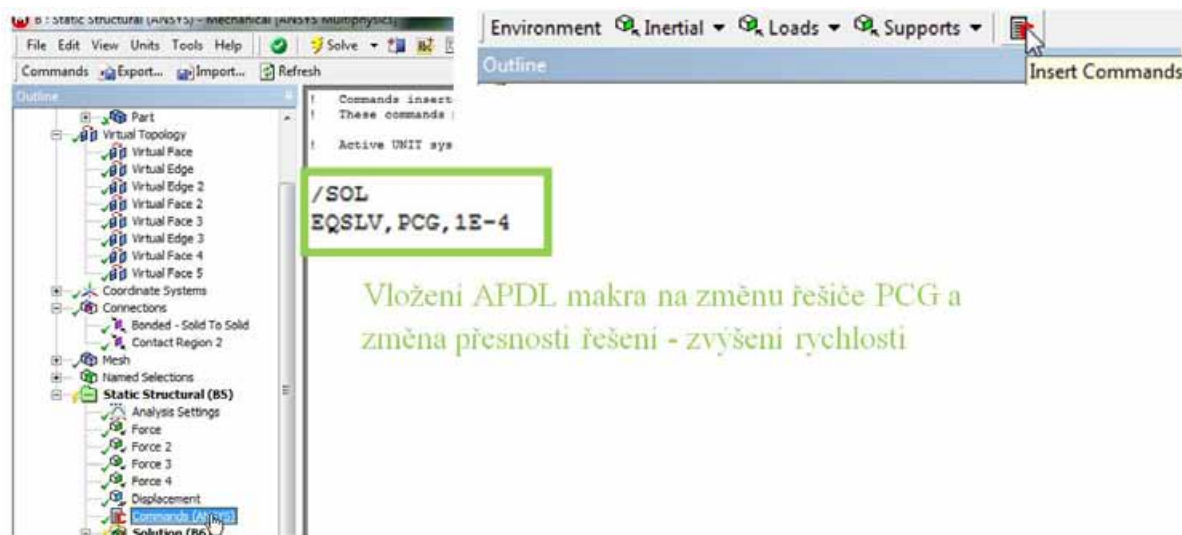 B : Static Structural (ANSYS) - Mechanical [ANSYS Multiphysics]
File Edit View Units Tools Help Solve
Commands Export... Import... Refresh
Outline
Part
Virtual Topology
Virtual Face
Virtual Edge
Virtual Edge 2
Virtual Face 2
Virtual Face 3
Virtual Edge 3
Virtual Face 4
Virtual Face 5
Coordinate Systems
Connections
Bonded - Solid To Solid
Contact Region 2
Mesh
Named Selections
Static Structural (B5)
Analysis Settings
Force
Force 2
Force 3
Force 4
Displacement
Commands (ANSYS)
Solution (B6)
! Commands insert
! These commands
! Active UNIT sys
/SOL
EQSLV,PCG,1E-4
Environment Inertial Loads Supports
Outline
Insert Commands
Vložení APDL makra na změnu řešiče PCG a
změna přesnosti řešení - zvýšení rychlosti